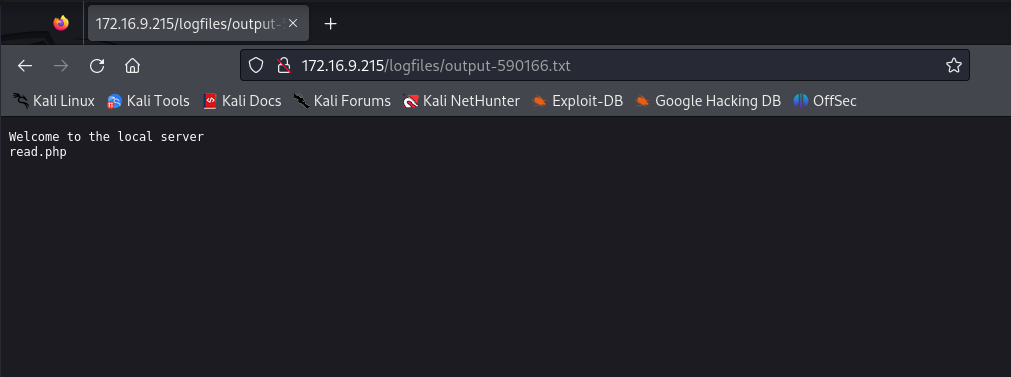 172.16.9.215/logfiles/output-5
172.16.9.215/logfiles/output-590166.txt
Kali Linux
Kali Tools
Kali Docs
Kali Forums
Kali NetHunter
Exploit-DB
Google Hacking DB
OffSec
Welcome to the local server
read.php